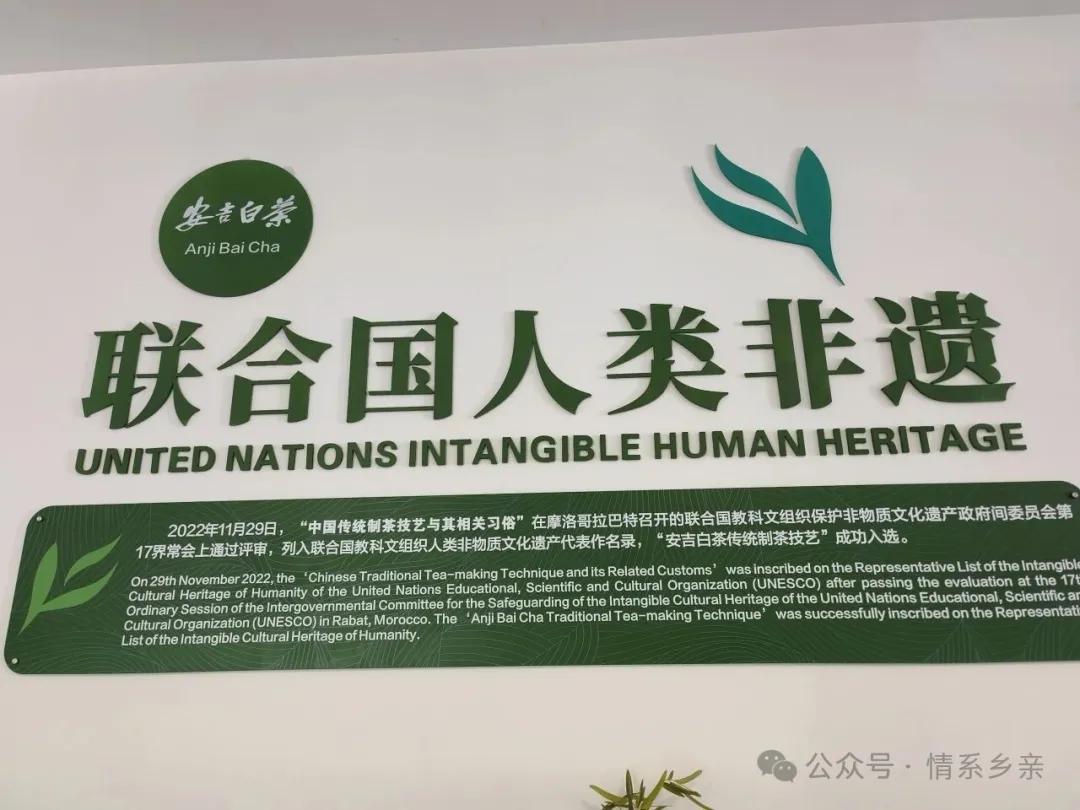 安吉白茶
Anji Bai Cha
联合国人类非遗
UNITED NATIONS INTANGIBLE HUMAN HERITAGE
2022年11月29日，“中国传统制茶技艺与其相关习俗”在摩洛哥拉巴特召开的联合国教科文组织保护非物质文化遗产政府间委员会第
17界常会上通过评审，列入联合国教科文组织人类非物质文化遗产代表作名录，“安吉白茶传统制茶技艺”成功入选。
On 29th November 2022, the ‘Chinese Traditional Tea-making Technique and its Related Customs’ was inscribed on the Representative List of the Intangible
Cultural Heritage of Humanity of the United Nations Educational, Scientific and Cultural Organization (UNESCO) after passing the evaluation at the 17th
Ordinary Session of the Intergovernmental Committee for the Safeguarding of the Intangible Cultural Heritage of the United Nations Educational, Scientific an
Cultural Organization (UNESCO) in Rabat, Morocco. The ‘Anji Bai Cha Traditional Tea-making Technique’ was successfully inscribed on the Representati
List of the Intangible Cultural Heritage of Humanity.
公众号·情系乡亲